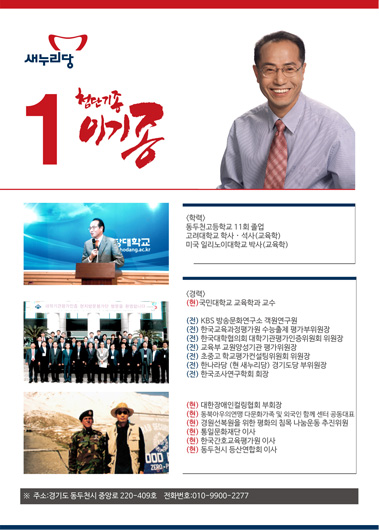 새누리당
1
첨단기종
이기종
<학력>
동두천고등학교 11회 졸업
고려대학교 학사 · 석사(교육학)
미국 일리노이대학교 박사(교육학)
<경력>
(현)국민대학교 교육학과 교수
(전) KBS 방송문화연구소 객원연구원
(전) 한국교육과정평가원 수능출제 평가부위원장
(전) 한국대학협의회 대학기관평가인증위원회 위원장
(전) 교육부 교원양성기관 평가위원장
(전) 초중고 학교평가컨설팅위원회 위원장
(전) 한나라당 (현 새누리당) 경기도당 부위원장
(전) 한국조사연구학회 회장
(현) 대한장애인컬링협회 부회장
(현) 동북아우의연맹 다문화가족 및 외국인 함께 센터 공동대표
(현) 경원선복원을 위한 평화의 침목 나눔운동 추진위원
(현) 통일문화재단 이사
(현) 한국간호교육평가원 이사
(현) 동두천시 등산연합회 이사
대학교
hodang.ac.kr
※ 주소:경기도 동두천시 중앙로 220-409호 전화번호:010-9900-2277